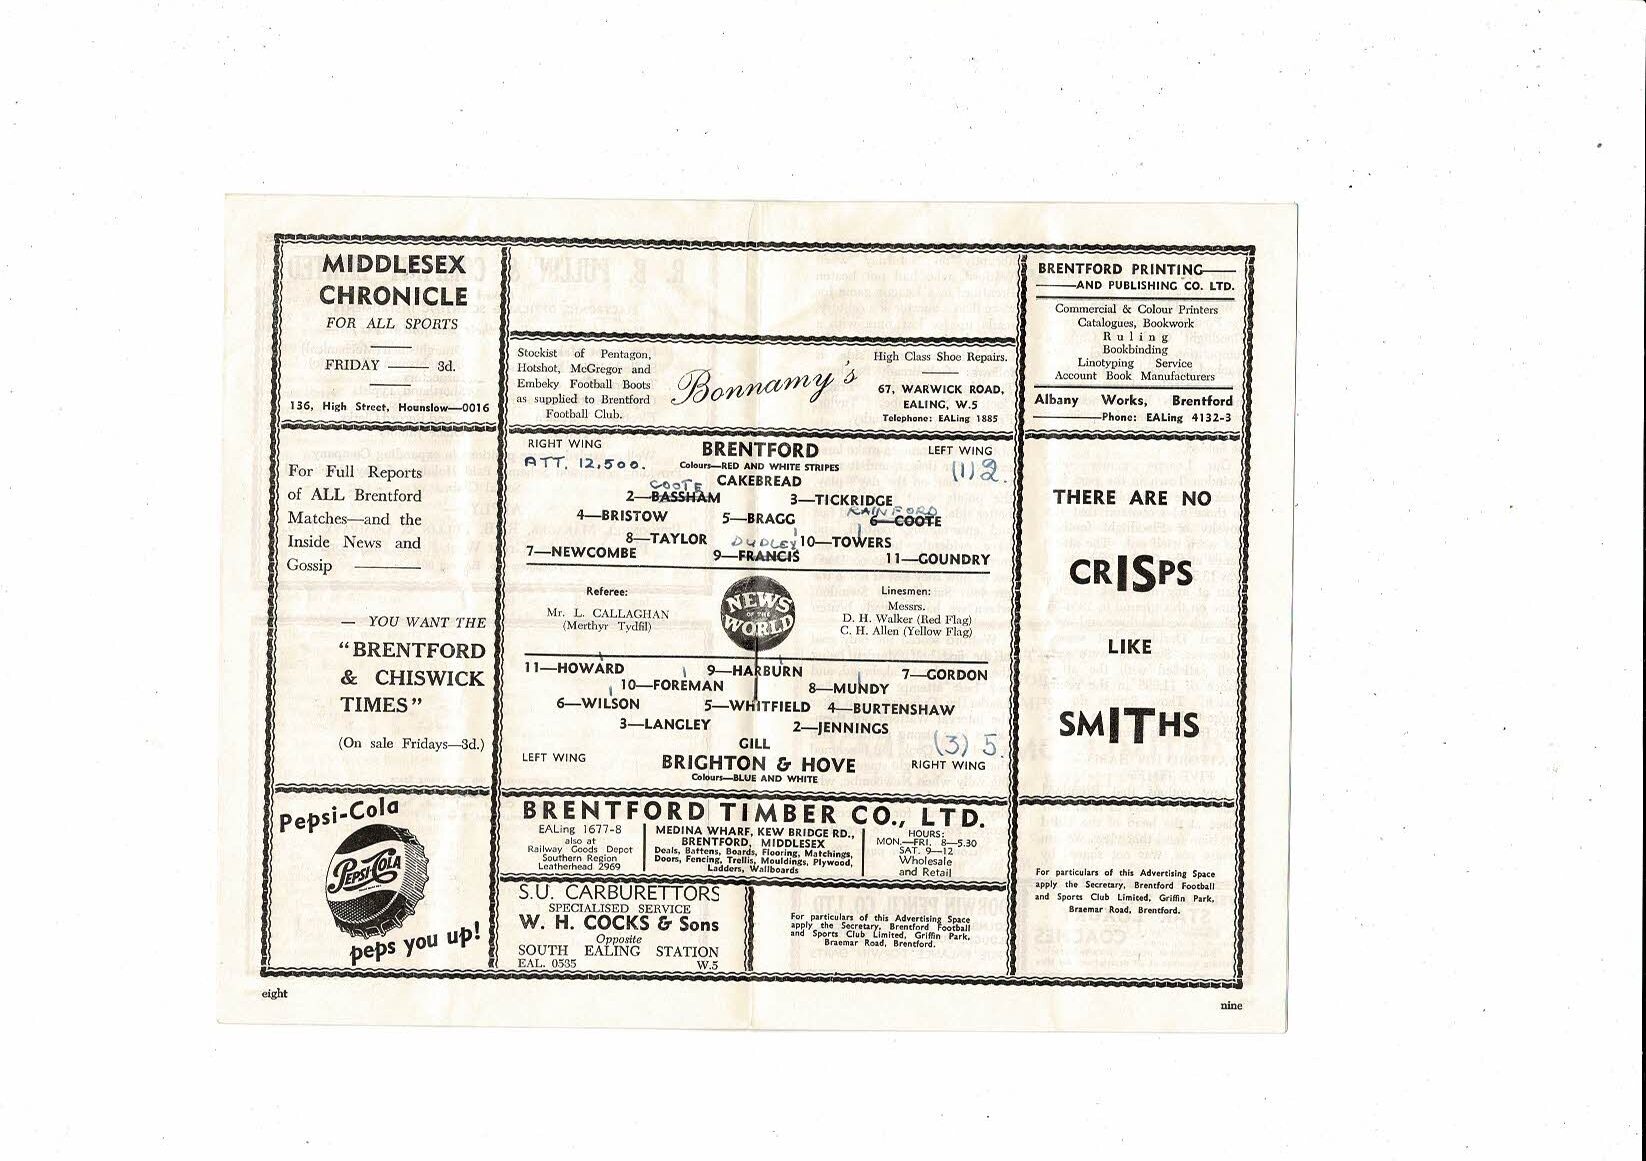 MIDDLESEX
CHRONICLE
FOR ALL SPORTS
FRIDAY —— 3d.
136, High Street, Hounslow—0016
For Full Reports
of ALL Brentford
Matches—and the
Inside News and
Gossip ———
— YOU WANT THE
"BRENTFORD
& CHISWICK
TIMES"
(On sale Fridays—3d.)
Pepsi-Cola
PEPSI-COLA
peps you up!
Stockist of Pentagon,
Hotshot, McGregor and
Embeky Football Boots
as supplied to Brentford
Football Club.
Bonnamy's
High Class Shoe Repairs.
67, WARWICK ROAD,
EALING, W.5
Telephone: EALing 1885
RIGHT WING
BRENTFORD
LEFT WING
ATT. 12,500.
Colours—RED AND WHITE STRIPES
(1) 2.
CAKEBREAD
COOTE
2—BASSHAM
3—TICKRIDGE
RAINFORD
4—BRISTOW
5—BRAGG
6—COOTE
8—TAYLOR
DUDLEY
10—TOWERS
7—NEWCOMBE
9—FRANCIS
11—GOUNDRY
Referee:
Mr. L. CALLAGHAN
(Merthyr Tydfil)
NEWS
OF THE
WORLD
Linesmen:
Messrs.
D. H. Walker (Red Flag)
C. H. Allen (Yellow Flag)
11—HOWARD
9—HARBURN
7—GORDON
10—FOREMAN
8—MUNDY
6—WILSON
5—WHITFIELD
4—BURTENSHAW
3—LANGLEY
2—JENNINGS
GILL
(3) 5.
LEFT WING
BRIGHTON & HOVE
RIGHT WING
Colours—BLUE AND WHITE
BRENTFORD TIMBER CO., LTD.
EALing 1677-8
also at
Railway Goods Depot
Southern Region
Leatherhead 2969
MEDINA WHARF, KEW BRIDGE RD.,
BRENTFORD, MIDDLESEX
Deals, Battens, Boards, Flooring, Matchings,
Doors, Fencing, Trellis, Mouldings, Plywood,
Ladders, Wallboards
HOURS:
MON.—FRI. 8—5.30
SAT. 9—12
Wholesale
and Retail
S.U. CARBURETTORS
SPECIALISED SERVICE
W. H. COCKS & Sons
Opposite
SOUTH EALING STATION
EAL. 0535 W.5
For particulars of this Advertising Space
apply the Secretary, Brentford Football
and Sports Club Limited, Griffin Park,
Braemar Road, Brentford.
BRENTFORD PRINTING——
——AND PUBLISHING CO. LTD.
Commercial & Colour Printers
Catalogues, Bookwork
Ruling
Bookbinding
Linotyping Service
Account Book Manufacturers
Albany Works, Brentford
———Phone: EALing 4132-3
THERE ARE NO
CRISPS
LIKE
SMITHS
For particulars of this Advertising Space
apply the Secretary, Brentford Football
and Sports Club Limited, Griffin Park,
Braemar Road, Brentford.
eight
nine